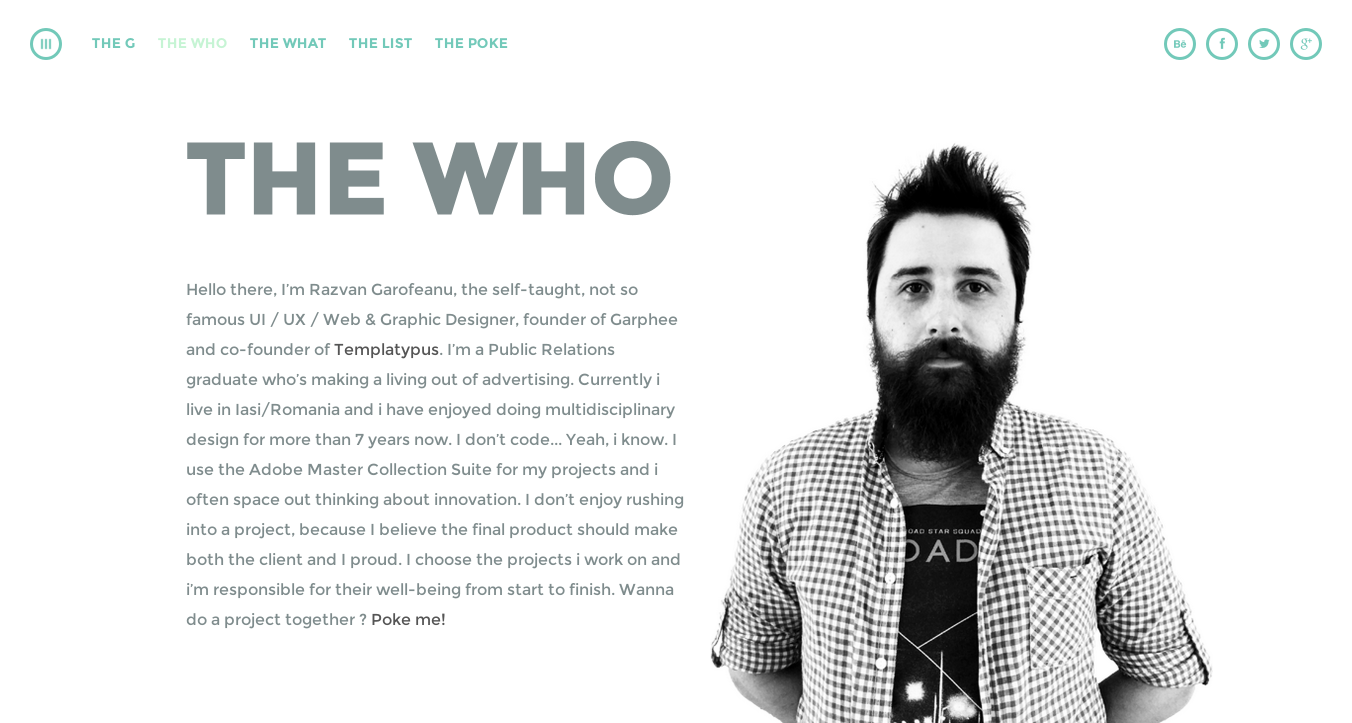 THE G THE WHO THE WHAT THE LIST THE POKE
Bē f g+
THE WHO
Hello there, I'm Razvan Garofeanu, the self-taught, not so
famous UI / UX / Web & Graphic Designer, founder of Garphee
and co-founder of Templatypus. I'm a Public Relations
graduate who's making a living out of advertising. Currently i
live in Iasi/Romania and i have enjoyed doing multidisciplinary
design for more than 7 years now. I don't code... Yeah, i know. I
use the Adobe Master Collection Suite for my projects and i
often space out thinking about innovation. I don't enjoy rushing
into a project, because I believe the final product should make
both the client and I proud. I choose the projects i work on and
i'm responsible for their well-being from start to finish. Wanna
do a project together ? Poke me!
OAD STAR SQUAD
OAD